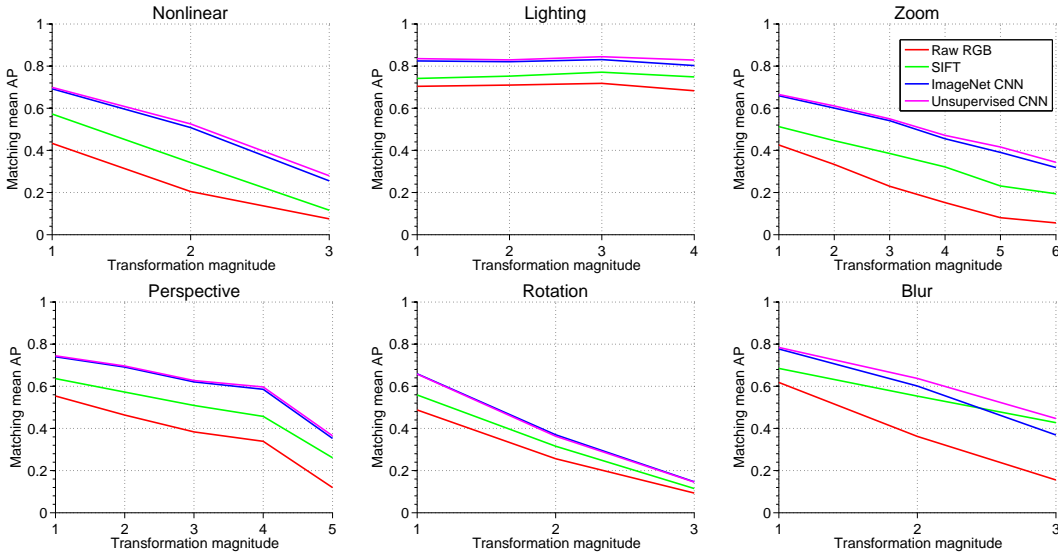 Nonlinear
Matching mean AP
1
0.8
0.6
0.4
0.2
0
1 2 3
Transformation magnitude
Lighting
Matching mean AP
1
0.8
0.6
0.4
0.2
0
1 2 3 4
Transformation magnitude
Zoom
Matching mean AP
1
0.8
0.6
0.4
0.2
0
Raw RGB
SIFT
ImageNet CNN
Unsupervised CNN
1 2 3 4 5 6
Transformation magnitude
Perspective
Matching mean AP
1
0.8
0.6
0.4
0.2
0
1 2 3 4 5
Transformation magnitude
Rotation
Matching mean AP
1
0.8
0.6
0.4
0.2
0
1 2 3
Transformation magnitude
Blur
Matching mean AP
1
0.8
0.6
0.4
0.2
0
1 2 3
Transformation magnitude